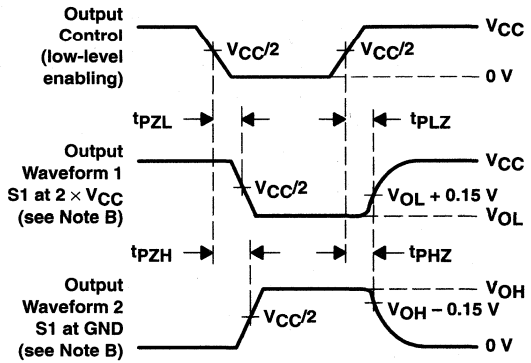 Output
Control
(low-level
enabling)
VCC/2
VCC/2
VCC
0 V
tPZL
tPLZ
Output
Waveform 1
S1 at 2 × VCC
(see Note B)
VCC/2
VCC
VOL + 0.15 V
VOL
tPZH
tPHZ
Output
Waveform 2
S1 at GND
(see Note B)
VCC/2
VOH
VOH − 0.15 V
0 V